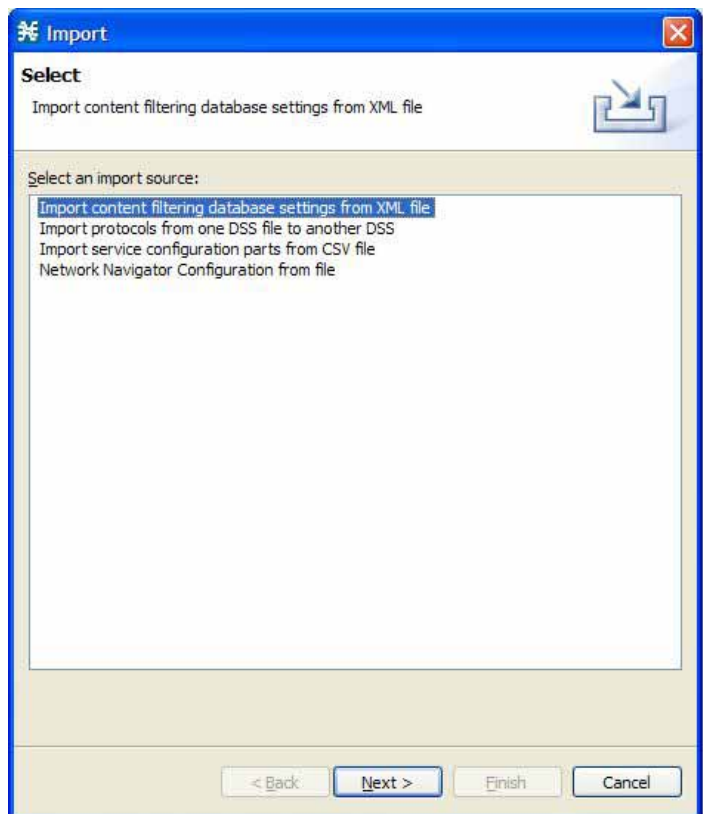 Import
Select
Import content filtering database settings from XML file
Select an import source:
Import content filtering database settings from XML file
Import protocols from one DSS file to another DSS
Import service configuration parts from CSV file
Network Navigator Configuration from file
< Back Next > Finish Cancel